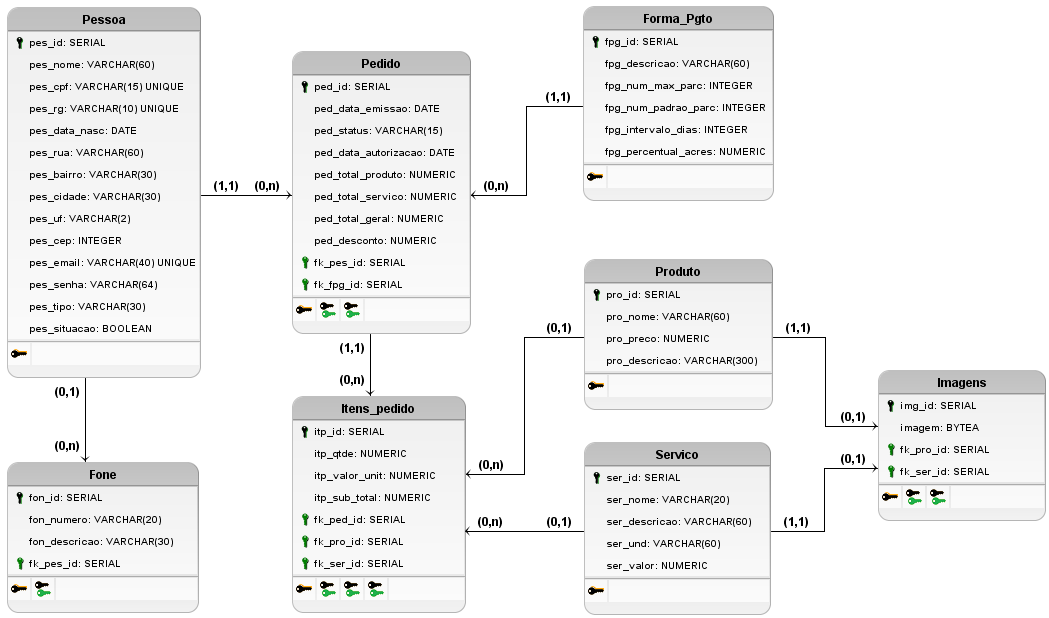 Pessoa
pes_id: SERIAL
pes_nome: VARCHAR(60)
pes_cpf: VARCHAR(15) UNIQUE
pes_rg: VARCHAR(10) UNIQUE
pes_data_nasc: DATE
pes_rua: VARCHAR(60)
pes_bairro: VARCHAR(30)
pes_cidade: VARCHAR(30)
pes_uf: VARCHAR(2)
pes_cep: INTEGER
pes_email: VARCHAR(40) UNIQUE
pes_senha: VARCHAR(64)
pes_tipo: VARCHAR(30)
pes_situacao: BOOLEAN
(1,1)
(0,n)
(0,1)
(0,n)
Fone
fon_id: SERIAL
fon_numero: VARCHAR(20)
fon_descricao: VARCHAR(30)
fk_pes_id: SERIAL
Pedido
ped_id: SERIAL
ped_data_emissao: DATE
ped_status: VARCHAR(15)
ped_data_autorizacao: DATE
ped_total_produto: NUMERIC
ped_total_servico: NUMERIC
ped_total_geral: NUMERIC
ped_desconto: NUMERIC
fk_pes_id: SERIAL
fk_fpg_id: SERIAL
(1,1)
(0,n)
Itens_pedido
itp_id: SERIAL
itp_qtde: NUMERIC
itp_valor_unit: NUMERIC
itp_sub_total: NUMERIC
fk_ped_id: SERIAL
fk_pro_id: SERIAL
fk_ser_id: SERIAL
Forma_Pgto
fpg_id: SERIAL
fpg_descricao: VARCHAR(60)
fpg_num_max_parc: INTEGER
fpg_num_padrao_parc: INTEGER
fpg_intervalo_dias: INTEGER
fpg_percentual_acres: NUMERIC
(1,1)
(0,n)
Produto
pro_id: SERIAL
pro_nome: VARCHAR(60)
pro_preco: NUMERIC
pro_descricao: VARCHAR(300)
(0,1)
(0,n)
(1,1)
(0,1)
Servico
ser_id: SERIAL
ser_nome: VARCHAR(20)
ser_descricao: VARCHAR(60)
ser_und: VARCHAR(60)
ser_valor: NUMERIC
(0,n)
(0,1)
(1,1)
(0,1)
Imagens
img_id: SERIAL
imagem: BYTEA
fk_pro_id: SERIAL
fk_ser_id: SERIAL